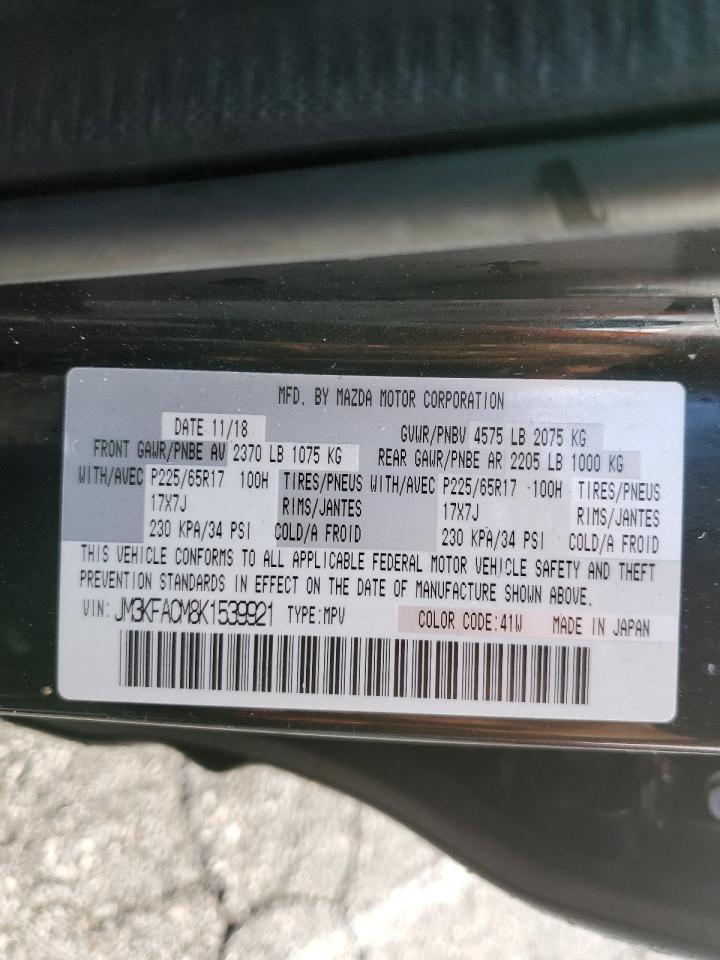 MFD. BY MAZDA MOTOR CORPORATION
DATE 11/18 GVWR/PNBV 4575 LB 2075 KG
FRONT GAWR/PNBE AV 2370 LB 1075 KG REAR GAWR/PNBE AR 2205 LB 1000 KG
WITH/AVEC P225/65R17 100H TIRES/PNEUS WITH/AVEC P225/65R17 100H TIRES/PNEUS
17X7J RIMS/JANTES 17X7J RIMS/JANTES
230 KPA/34 PSI COLD/A FROID 230 KPA/34 PSI COLD/A FROID
THIS VEHICLE CONFORMS TO ALL APPLICABLE FEDERAL MOTOR VEHICLE SAFETY AND THEFT
PREVENTION STANDARDS IN EFFECT ON THE DATE OF MANUFACTURE SHOWN ABOVE.
VIN: JM3KFACM8K1539921 TYPE:MPV COLOR CODE:41W MADE IN JAPAN